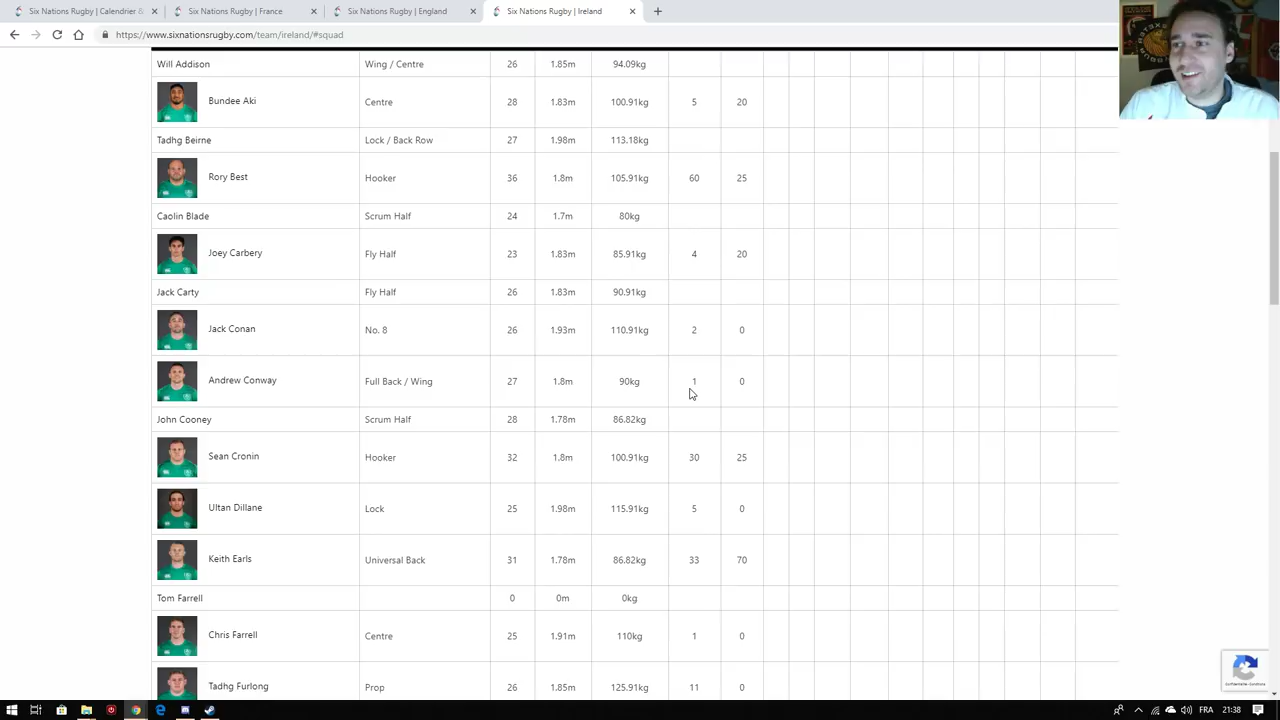 Six Nations Rugby | Calendrier &
Six Nations Rugby | France
Six Nations Rugby | England
Six Nations Rugby | Ireland
https://www.sixnationsrugby.com/team/ireland/#squad
Will Addison Wing / Centre 26 1.85m 94.09kg
Bundee Aki Centre 28 1.83m 100.91kg 5 20
Tadhg Beirne Lock / Back Row 27 1.98m 113.18kg
Rory Best Hooker 36 1.8m 105.91kg 60 25
Caolin Blade Scrum Half 24 1.7m 80kg
Joey Carbery Fly Half 23 1.83m 85.91kg 4 20
Jack Carty Fly Half 26 1.83m 90.91kg
Jack Conan No. 8 26 1.93m 110.91kg 2 0
Andrew Conway Full Back / Wing 27 1.8m 90kg 1 0
John Cooney Scrum Half 28 1.78m 86.82kg
Sean Cronin Hooker 32 1.8m 100.91kg 30 25
Ultan Dillane Lock 25 1.98m 115.91kg 5 0
Keith Earls Universal Back 31 1.78m 86.82kg 33 70
Tom Farrell 0 0m 0kg
Chris Farrell Centre 25 1.91m 110kg 1 0
Tadhg Furlong Prop 26 .85m 25.91kg 11 0
FRA 21:38